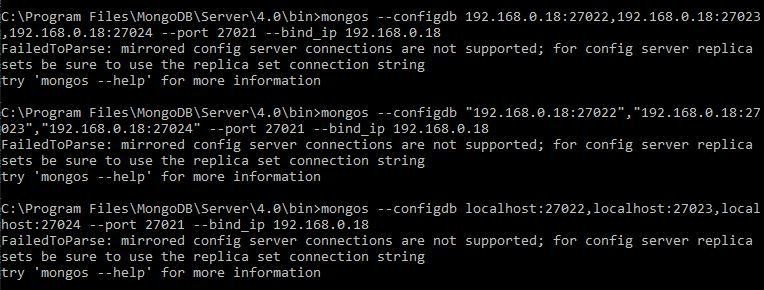 C:\Program Files\MongoDB\Server\4.0\bin>mongos --configdb 192.168.0.18:27022,192.168.0.18:27023
,192.168.0.18:27024 --port 27021 --bind_ip 192.168.0.18
FailedToParse: mirrored config server connections are not supported; for config server replica
sets be sure to use the replica set connection string
try 'mongos --help' for more information
C:\Program Files\MongoDB\Server\4.0\bin>mongos --configdb "192.168.0.18:27022","192.168.0.18:27
023","192.168.0.18:27024" --port 27021 --bind_ip 192.168.0.18
FailedToParse: mirrored config server connections are not supported; for config server replica
sets be sure to use the replica set connection string
try 'mongos --help' for more information
C:\Program Files\MongoDB\Server\4.0\bin>mongos --configdb localhost:27022,localhost:27023,local
host:27024 --port 27021 --bind_ip 192.168.0.18
FailedToParse: mirrored config server connections are not supported; for config server replica
sets be sure to use the replica set connection string
try 'mongos --help' for more information